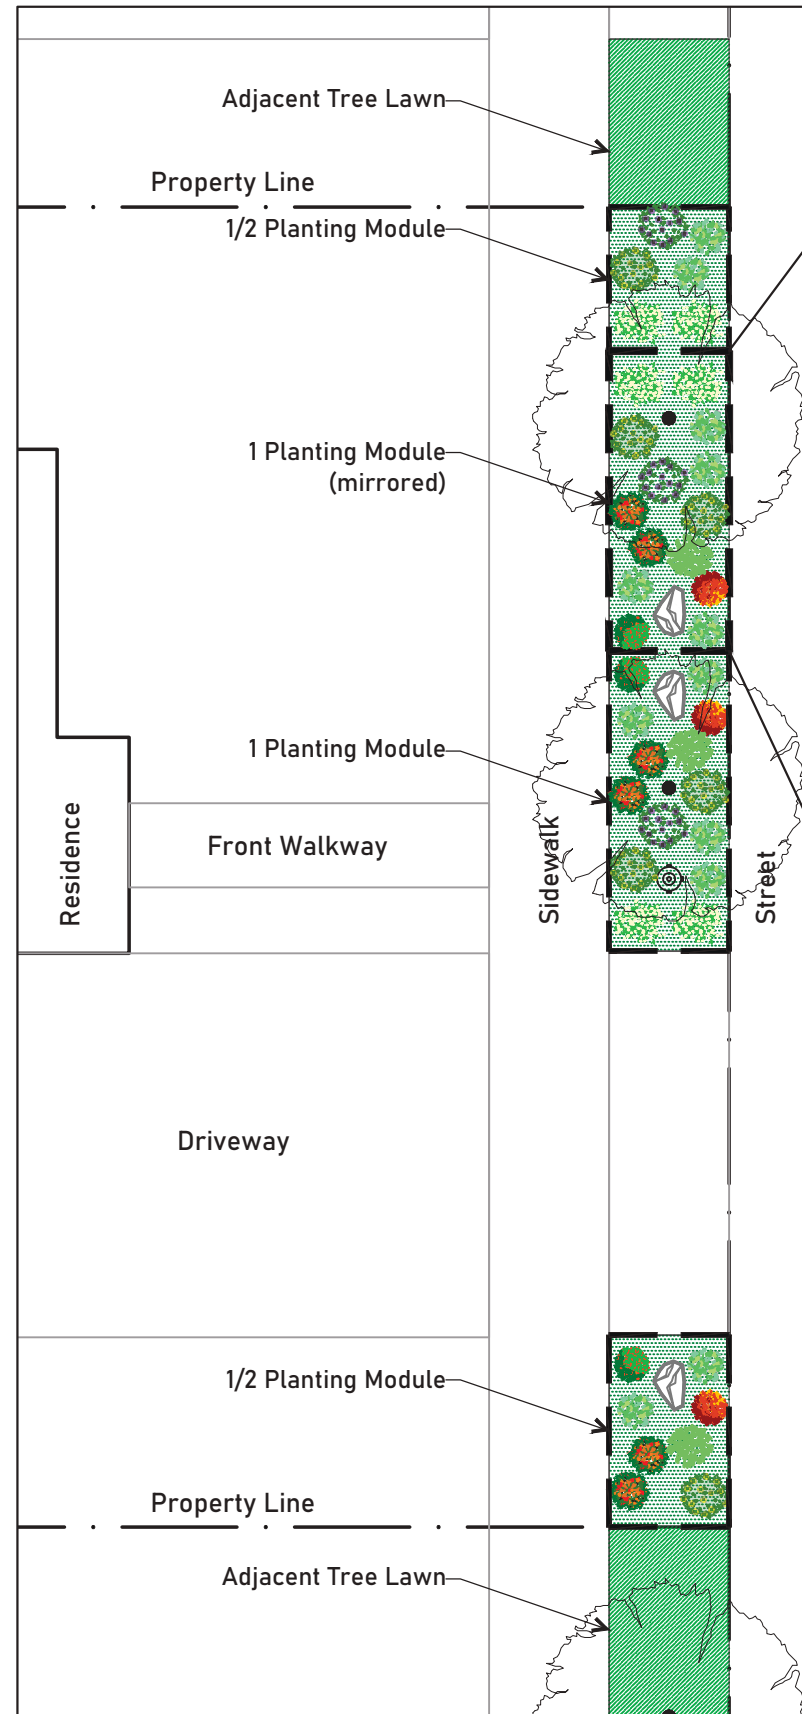 Adjacent Tree Lawn
Property Line
1/2 Planting Module
1 Planting Module
(mirrored)
1 Planting Module
Residence
Front Walkway
Sidewalk
Street
Driveway
1/2 Planting Module
Property Line
Adjacent Tree Lawn